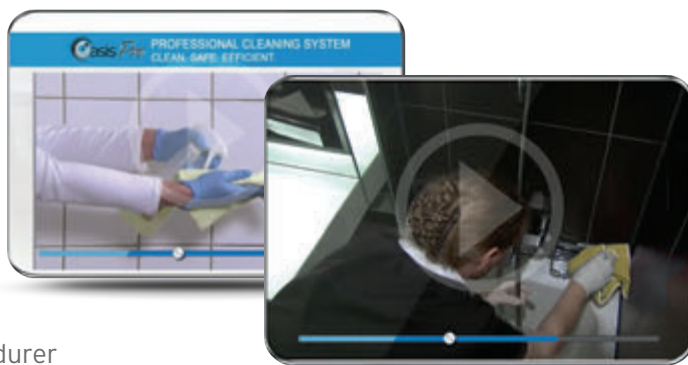 Oasis Pro PROFESSIONAL CLEANING SYSTEM
CLEAN. SAFE. EFFICIENT.
durer